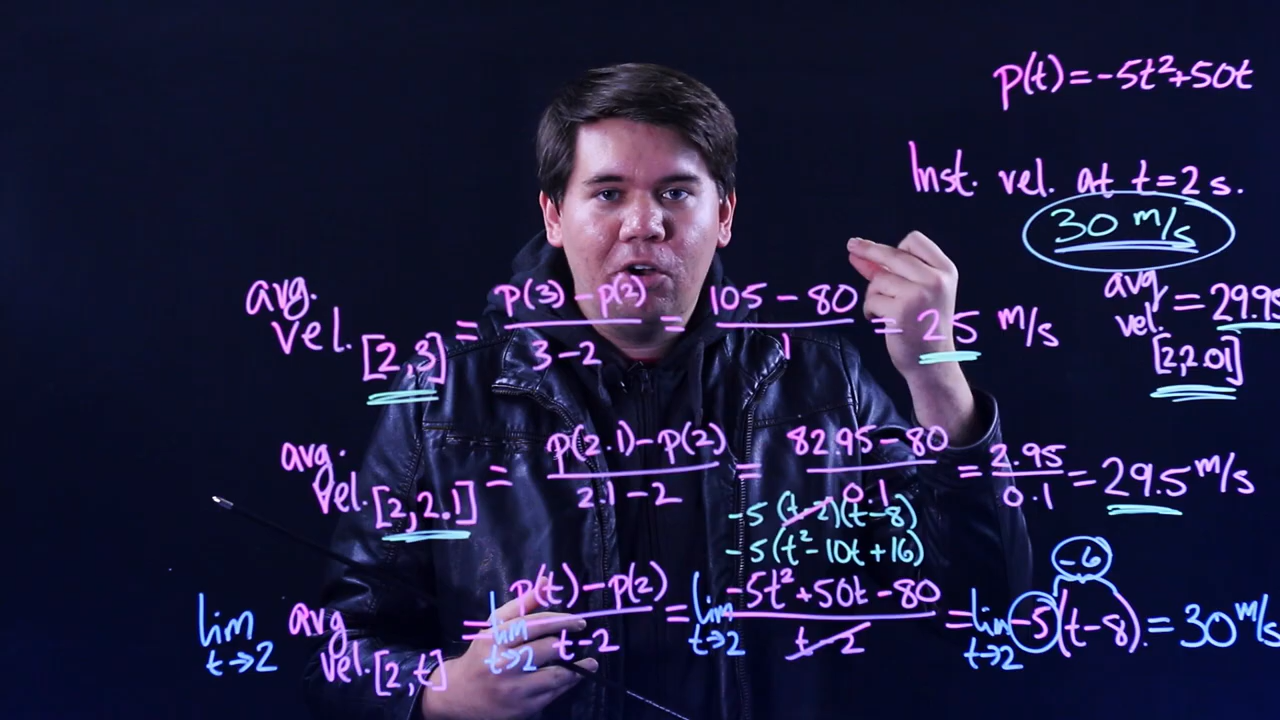 p(t) = -5t²+50t
Inst. vel. at t=2 s.
30 m/s
avg. vel. [2,3] = p(3) - p(2) / 3-2 = 105 - 80 / 1 = 25 m/s
avg vel. [2,2.01] = 29.95
avg. vel. [2,2.1] = p(2.1) - p(2) / 2.1 - 2 = 82.95 - 80 / 0.1 = 2.95 / 0.1 = 29.5 m/s
-5 (t-2)(t-8)
-5(t²-10t+16)
-6
lim t→2 avg vel. [2,t] = lim t→2 p(t) - p(2) / t-2 = lim t→2 -5t²+50t-80 / t-2 = lim t→2 -5(t-8) = 30 m/s